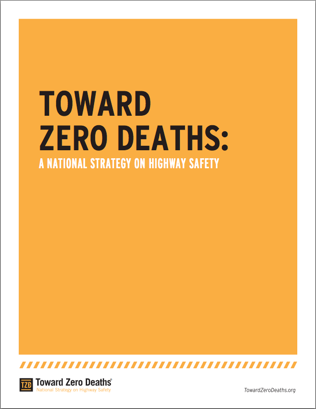 TOWARD
ZERO DEATHS:
A NATIONAL STRATEGY ON HIGHWAY SAFETY
TZD
Toward Zero Deaths
National Strategy on Highway Safety
TowardZeroDeaths.org